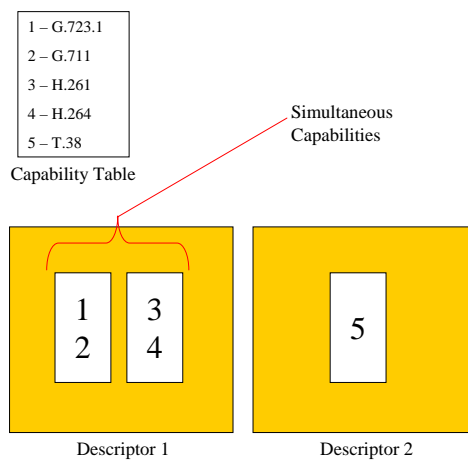 1 – G.723.1
2 – G.711
3 – H.261
4 – H.264
5 – T.38
Capability Table
Simultaneous
Capabilities
1
2
3
4
5
Descriptor 1
Descriptor 2